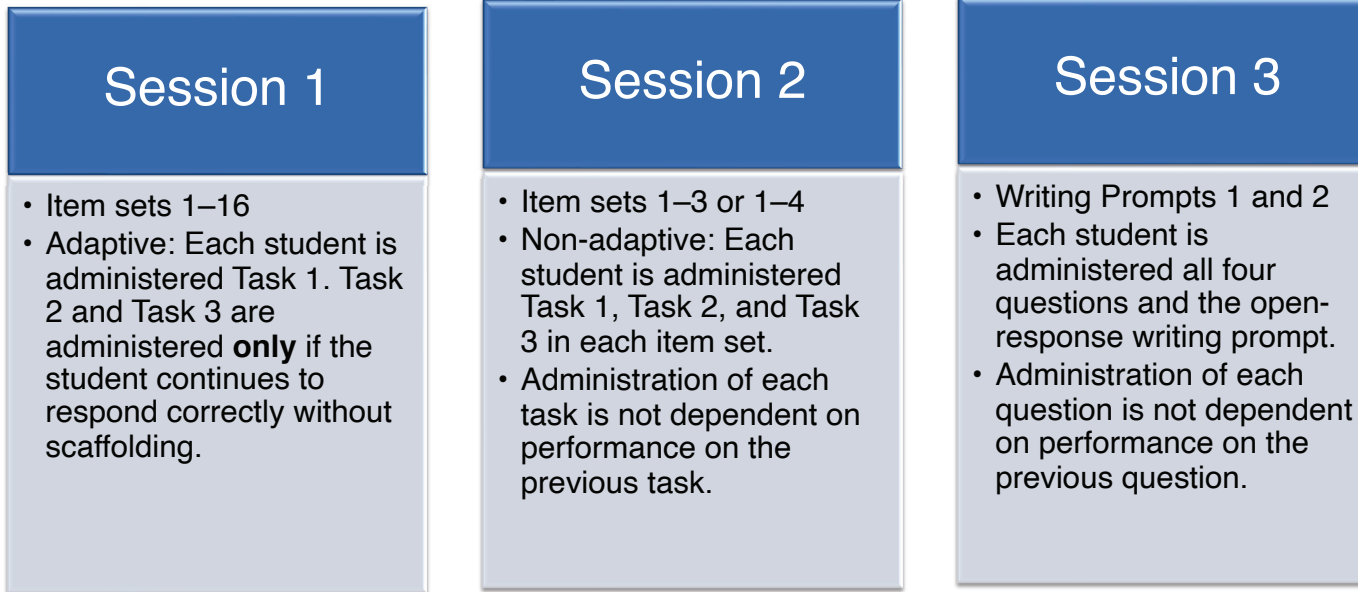 Session 1
• Item sets 1–16
• Adaptive: Each student is
administered Task 1. Task
2 and Task 3 are
administered only if the
student continues to
respond correctly without
scaffolding.
Session 2
• Item sets 1–3 or 1–4
• Non-adaptive: Each
student is administered
Task 1, Task 2, and Task
3 in each item set.
• Administration of each
task is not dependent on
performance on the
previous task.
Session 3
• Writing Prompts 1 and 2
• Each student is
administered all four
questions and the open-
response writing prompt.
• Administration of each
question is not dependent
on performance on the
previous question.